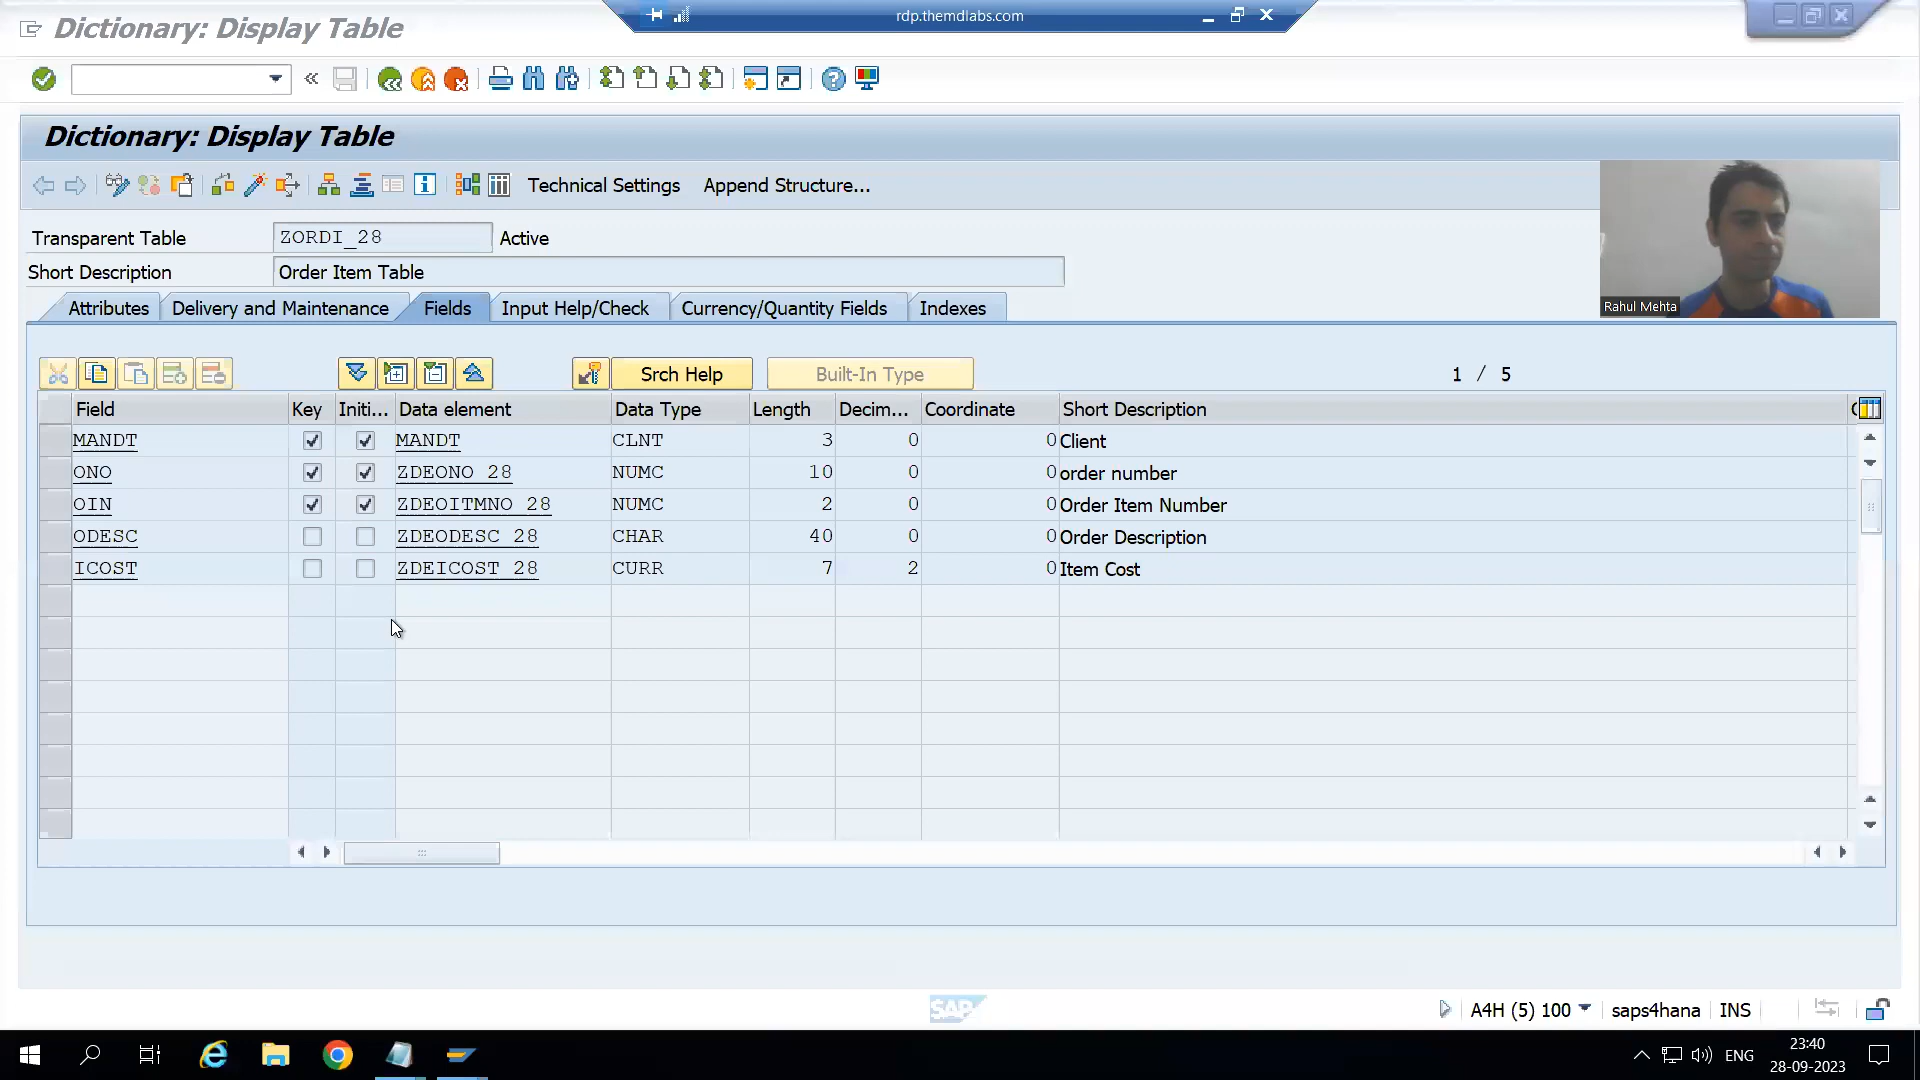 Dictionary: Display Table
rdp.themdlabs.com
Dictionary: Display Table
Technical Settings Append Structure...
Transparent Table ZORDI_28 Active
Short Description Order Item Table
Attributes Delivery and Maintenance Fields Input Help/Check Currency/Quantity Fields Indexes
Rahul Mehta
Srch Help Built-In Type 1 / 5
Field Key Initi... Data element Data Type Length Decim... Coordinate Short Description
MANDT MANDT CLNT 3 0 0 Client
ONO ZDEONO_28 NUMC 10 0 0 order number
OIN ZDEOITMNO_28 NUMC 2 0 0 Order Item Number
ODESC ZDEODESC_28 CHAR 40 0 0 Order Description
ICOST ZDEICOST_28 CURR 7 2 0 Item Cost
SAP
A4H (5) 100 saps4hana INS
ENG
23:40
28-09-2023